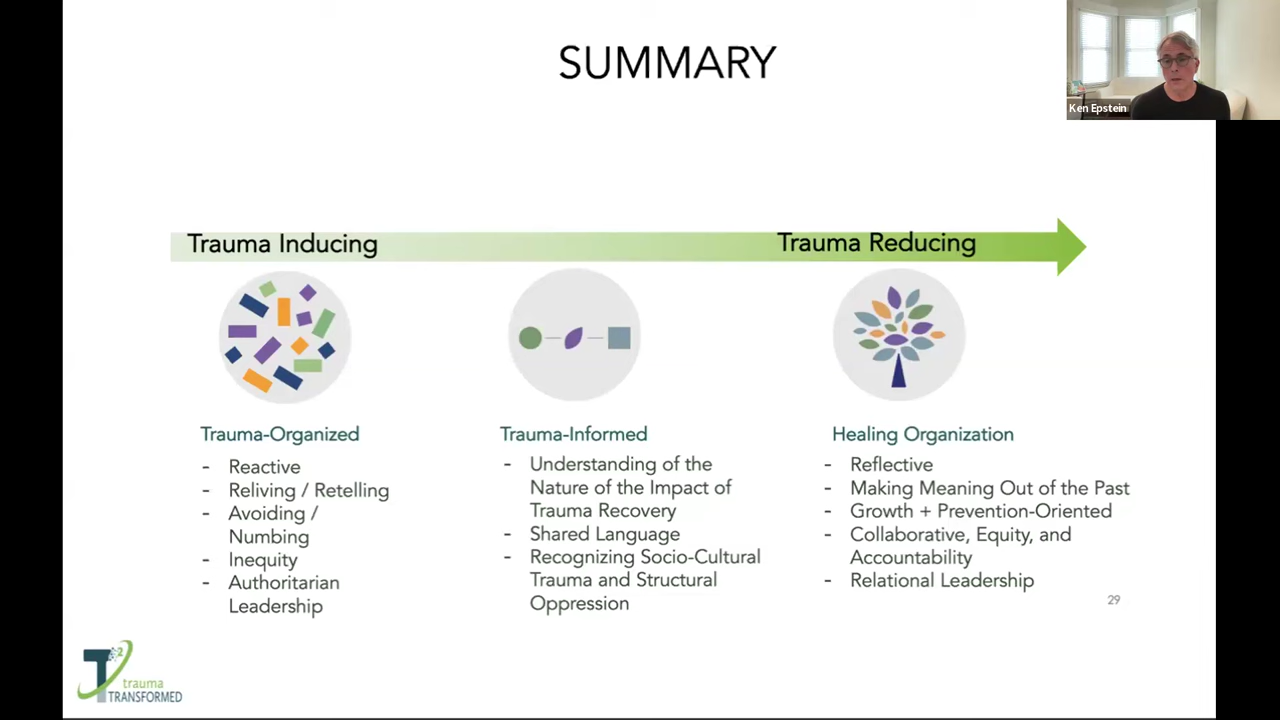 SUMMARY
Ken Epstein
Trauma Inducing
Trauma Reducing
Trauma-Organized
- Reactive
- Reliving / Retelling
- Avoiding /
Numbing
- Inequity
- Authoritarian
Leadership
Trauma-Informed
- Understanding of the
Nature of the Impact of
Trauma Recovery
- Shared Language
- Recognizing Socio-Cultural
Trauma and Structural
Oppression
Healing Organization
- Reflective
- Making Meaning Out of the Past
- Growth + Prevention-Oriented
- Collaborative, Equity, and
Accountability
- Relational Leadership
29
T2
trauma
TRANSFORMED